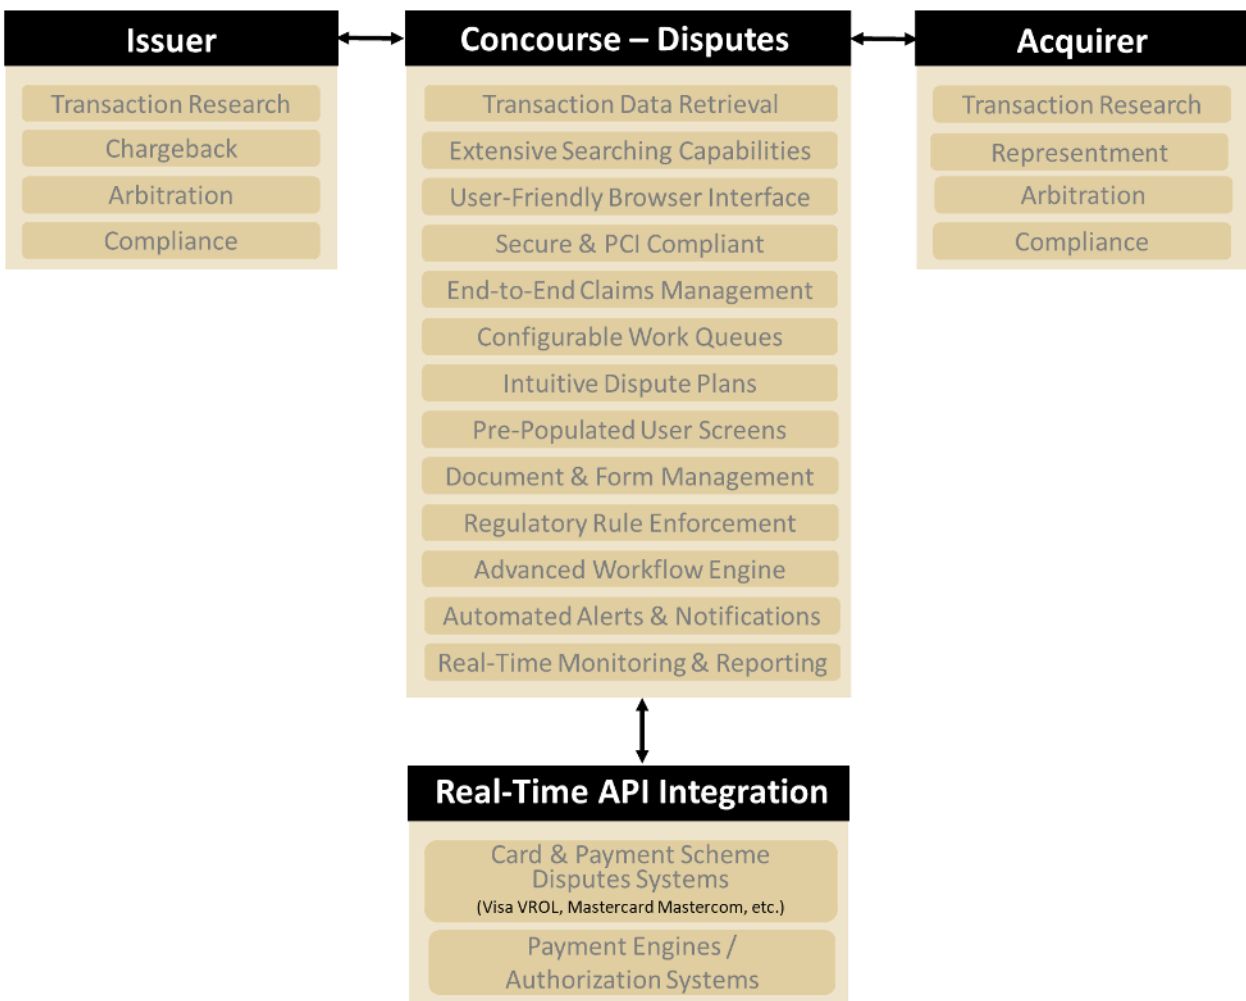 Issuer
Transaction Research
Chargeback
Arbitration
Compliance
Concourse – Disputes
Transaction Data Retrieval
Extensive Searching Capabilities
User-Friendly Browser Interface
Secure & PCI Compliant
End-to-End Claims Management
Configurable Work Queues
Intuitive Dispute Plans
Pre-Populated User Screens
Document & Form Management
Regulatory Rule Enforcement
Advanced Workflow Engine
Automated Alerts & Notifications
Real-Time Monitoring & Reporting
Acquirer
Transaction Research
Representment
Arbitration
Compliance
Real-Time API Integration
Card & Payment Scheme
Disputes Systems
(Visa VROL, Mastercard Mastercom, etc.)
Payment Engines /
Authorization Systems